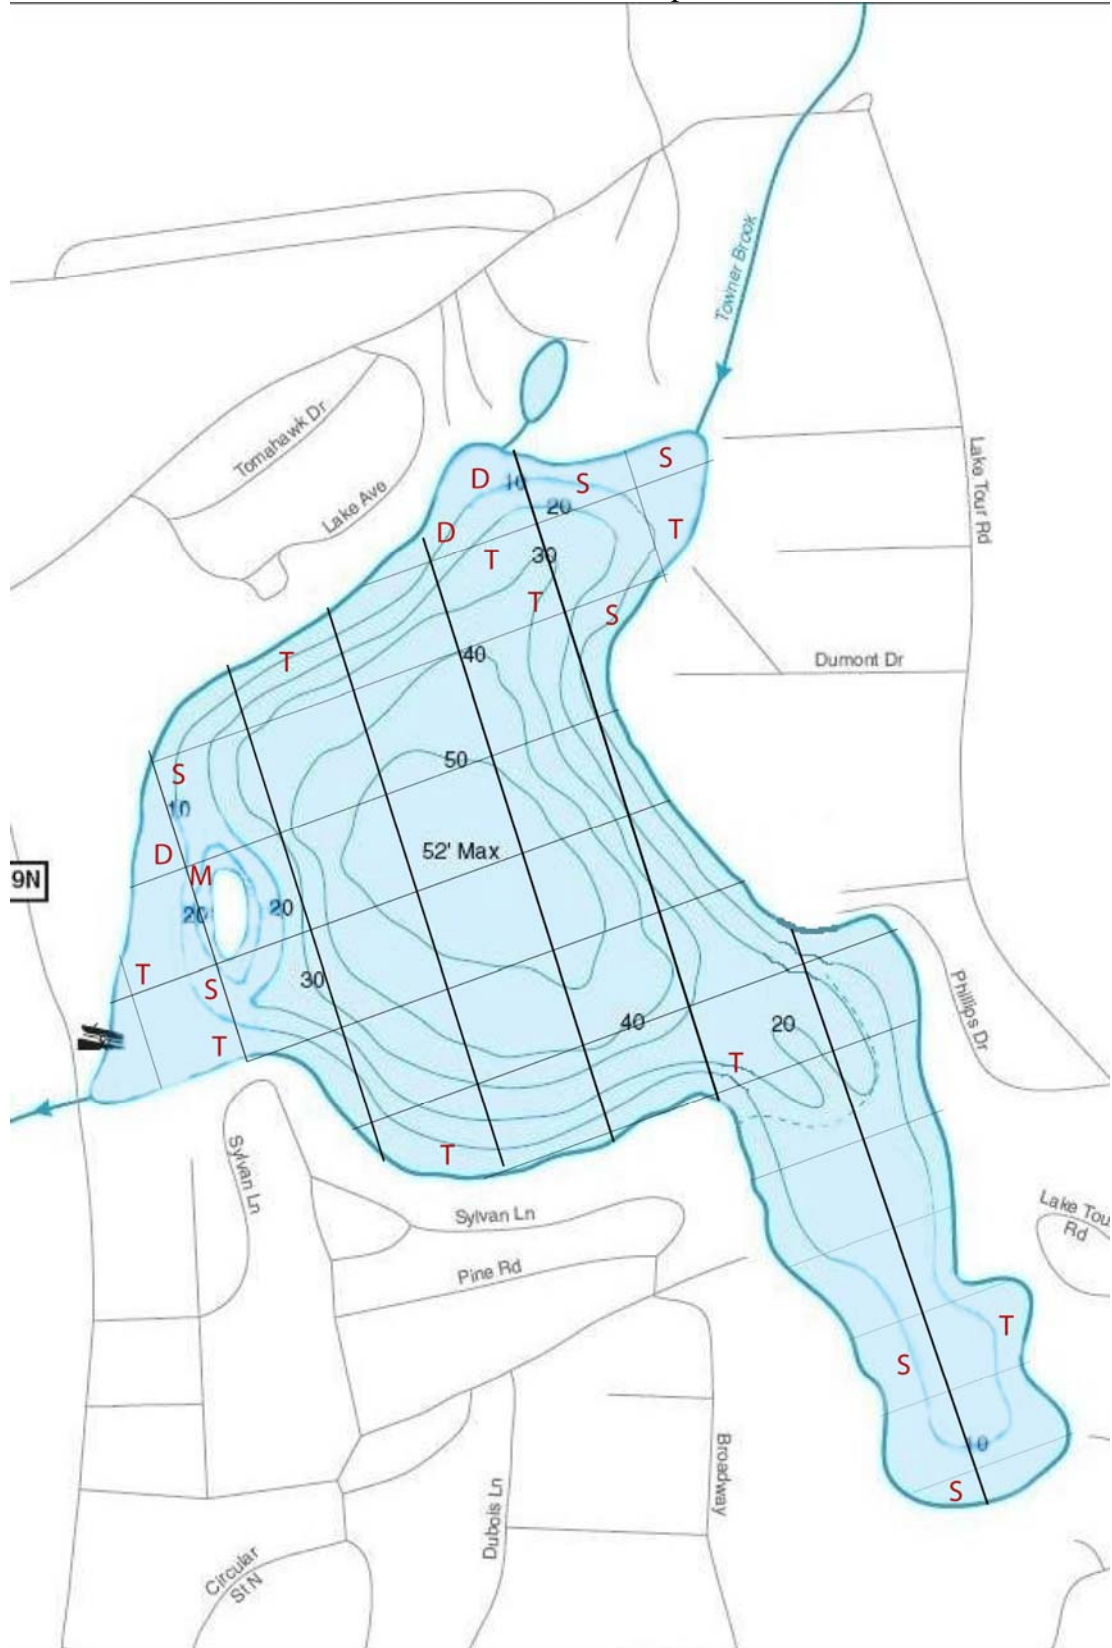 Towner Brook
Tomahawk Dr
Lake Ave
Lake Tour Rd
S
D
10
S
20
D
T
T
30
T
S
Dumont Dr
T
40
S
50
10
D
52' Max
M
9N
20
20
T
S
30
Phillips Dr
40
20
T
T
T
Sylvan Ln
Sylvan Ln
Lake Tou
Rd
Pine Rd
T
S
10
Broadway
S
Dubois Ln
Circular
St N